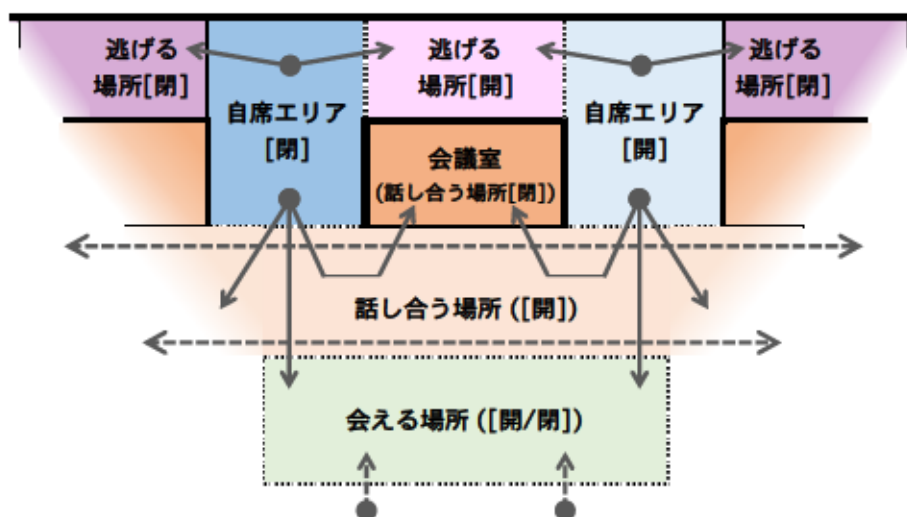 逃げる
場所[閉]
逃げる
場所[開]
逃げる
場所[閉]
自席エリア
[閉]
会議室
(話し合う場所[閉])
自席エリア
[開]
話し合う場所 ([開])
会える場所 ([開/閉])